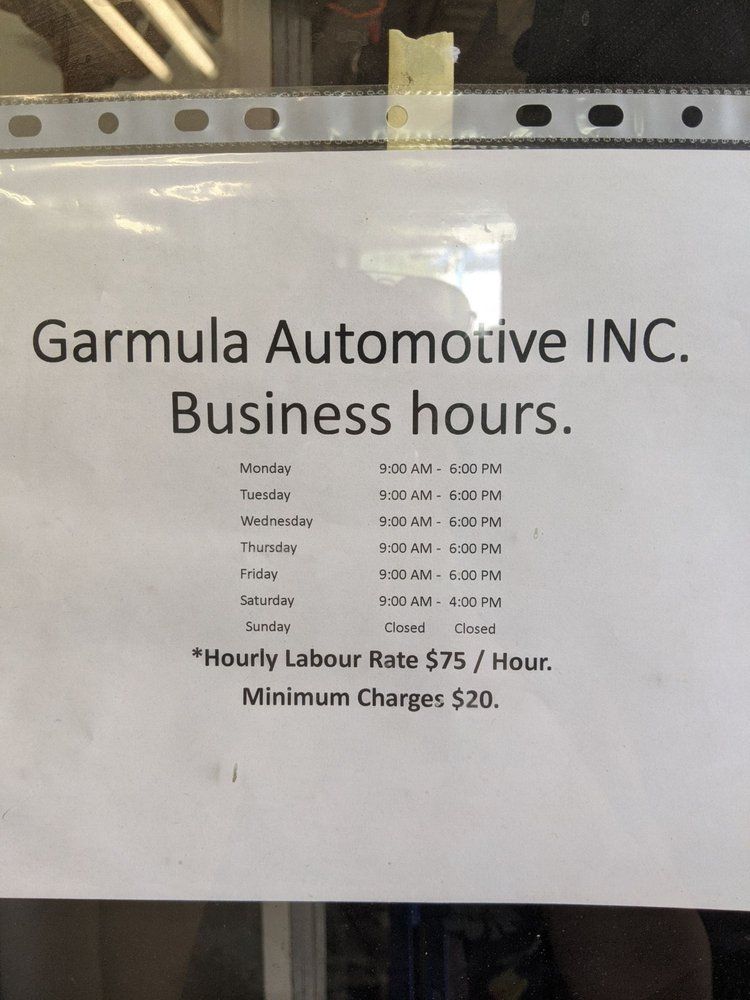 Garmula Automotive INC.
Business hours.
Monday 9:00 AM - 6:00 PM
Tuesday 9:00 AM - 6:00 PM
Wednesday 9:00 AM - 6:00 PM
Thursday 9:00 AM - 6:00 PM
Friday 9:00 AM - 6:00 PM
Saturday 9:00 AM - 4:00 PM
Sunday Closed Closed
*Hourly Labour Rate $75 / Hour.
Minimum Charges $20.